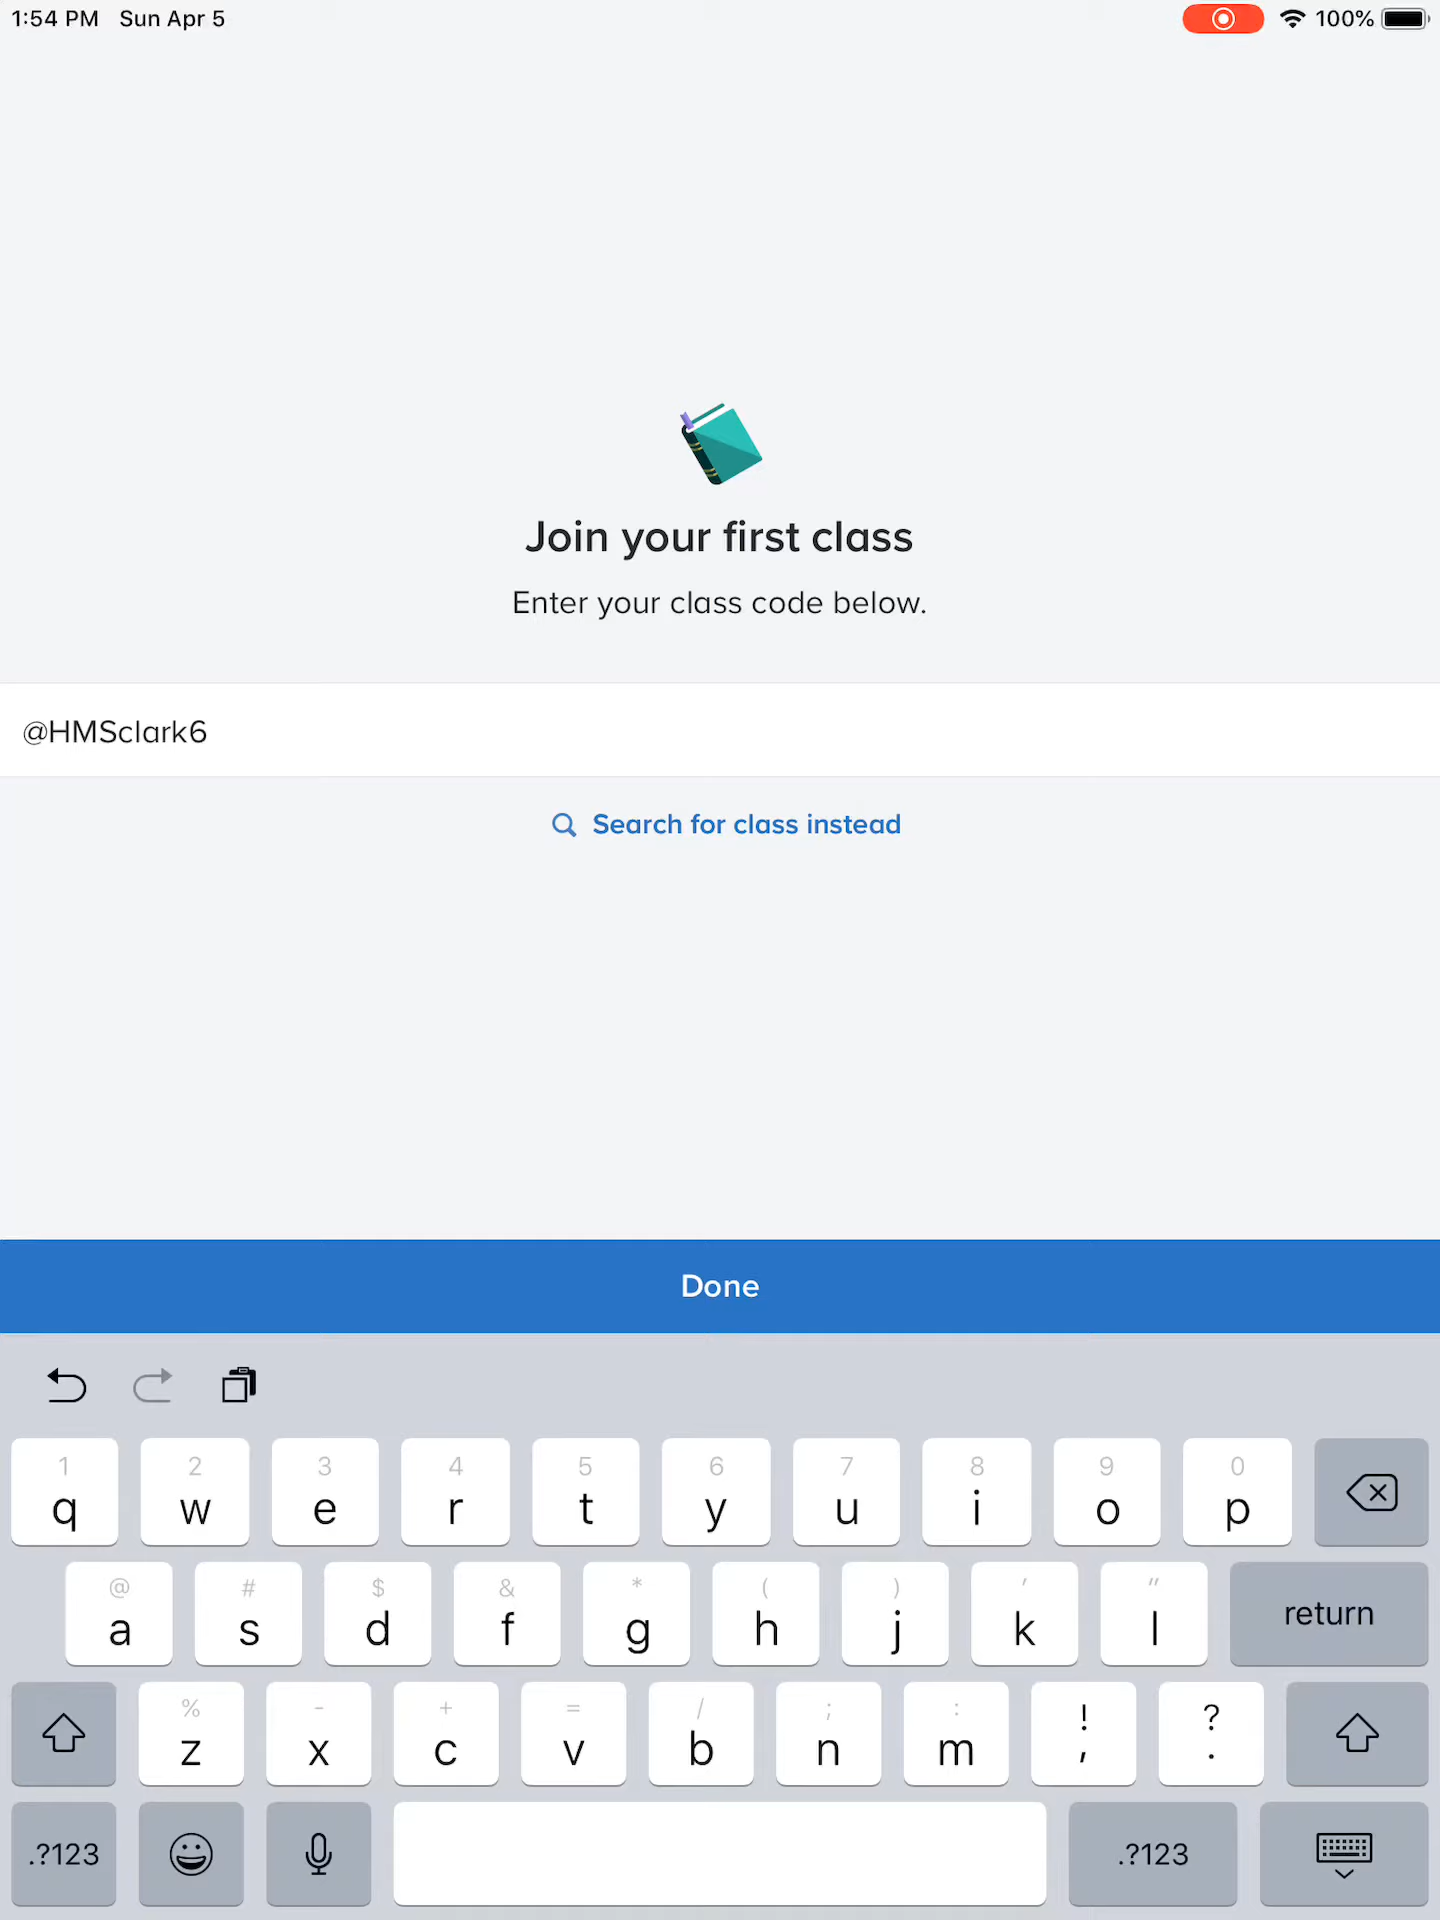 1:54 PM Sun Apr 5 100%
Join your first class
Enter your class code below.
@HMSclark6
Search for class instead
Done
1 2 3 4 5 6 7 8 9 0
q w e r t y u i o p
@ # $ & * ( ) ' "
a s d f g h j k l return
% - + = / ; : ! ?
z x c v b n m , .
.?123 .?123